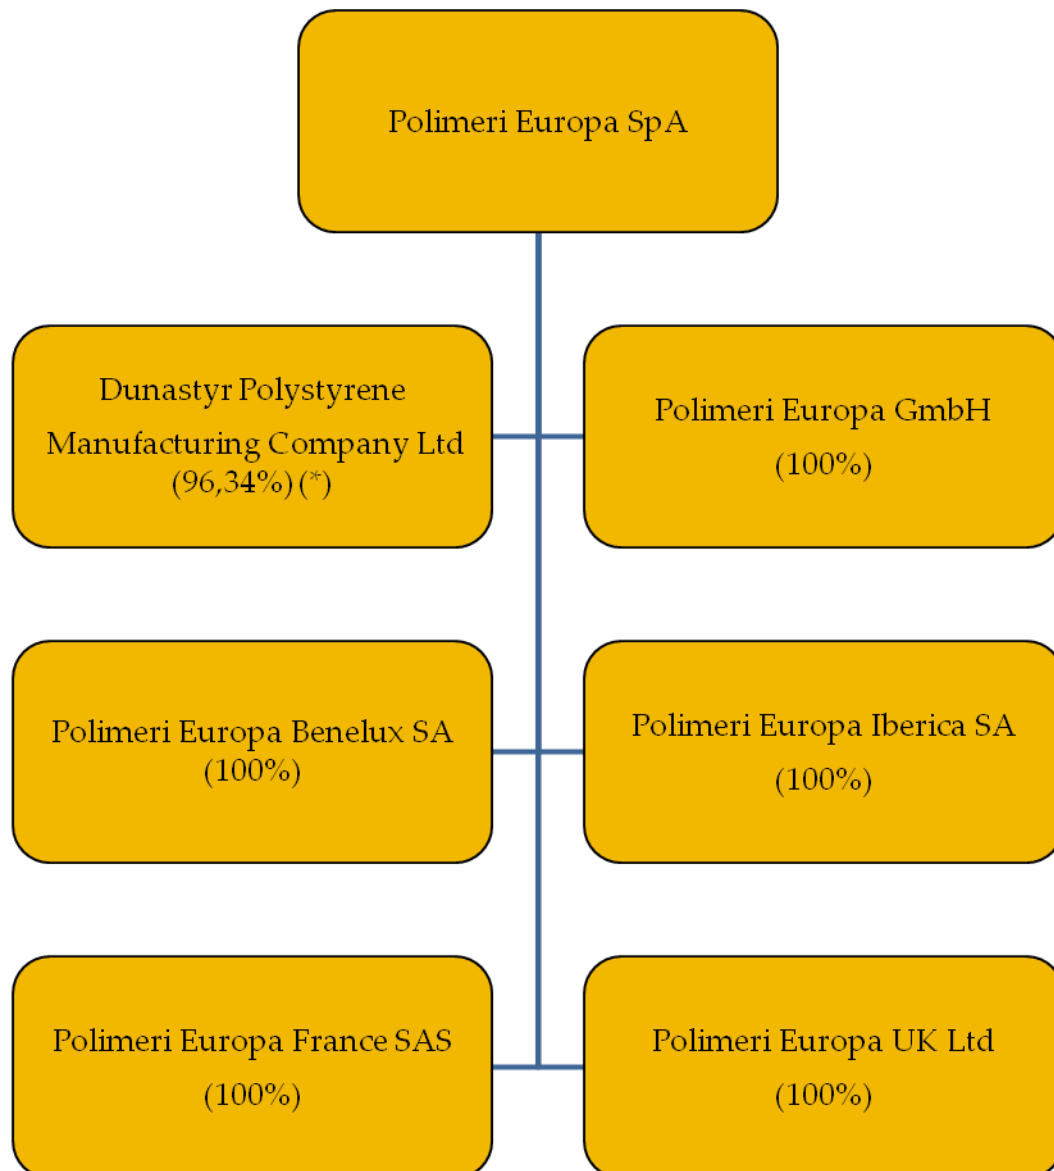 Polimeri Europa SpA
Dunastyr Polystyrene
Manufacturing Company Ltd
(96,34%) (*)
Polimeri Europa GmbH
(100%)
Polimeri Europa Benelux SA
(100%)
Polimeri Europa Iberica SA
(100%)
Polimeri Europa France SAS
(100%)
Polimeri Europa UK Ltd
(100%)